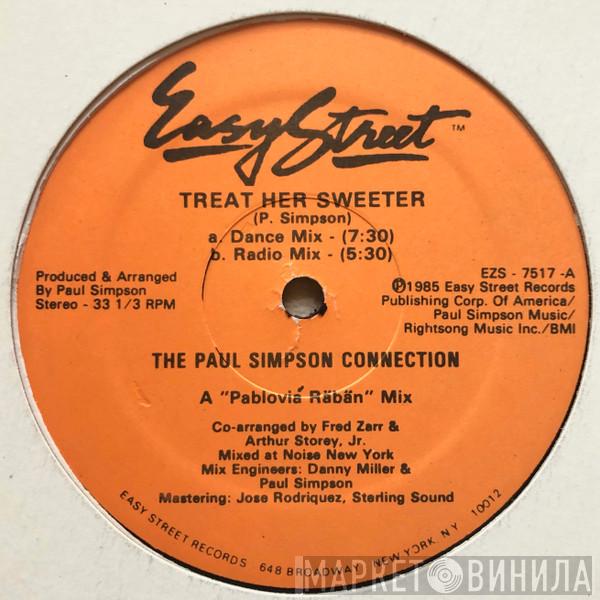 Easy Street TM
TREAT HER SWEETER
(P. Simpson)
a. Dance Mix - (7:30)
b. Radio Mix - (5:30)
Produced & Arranged
By Paul Simpson
Stereo - 33 1/3 RPM
EZS - 7517 -A
Ⓟ1985 Easy Street Records
Publishing Corp. Of America/
Paul Simpson Music/
Rightsong Music Inc./BMI
THE PAUL SIMPSON CONNECTION
A "Pabloviá Räbän" Mix
Co-arranged by Fred Zarr &
Arthur Storey, Jr.
Mixed at Noise New York
Mix Engineers: Danny Miller &
Paul Simpson
Mastering: Jose Rodriquez, Sterling Sound
EASY STREET RECORDS 648 BROADWAY NEW YORK, NY 10012
МАРКЕТ ВИНИЛА